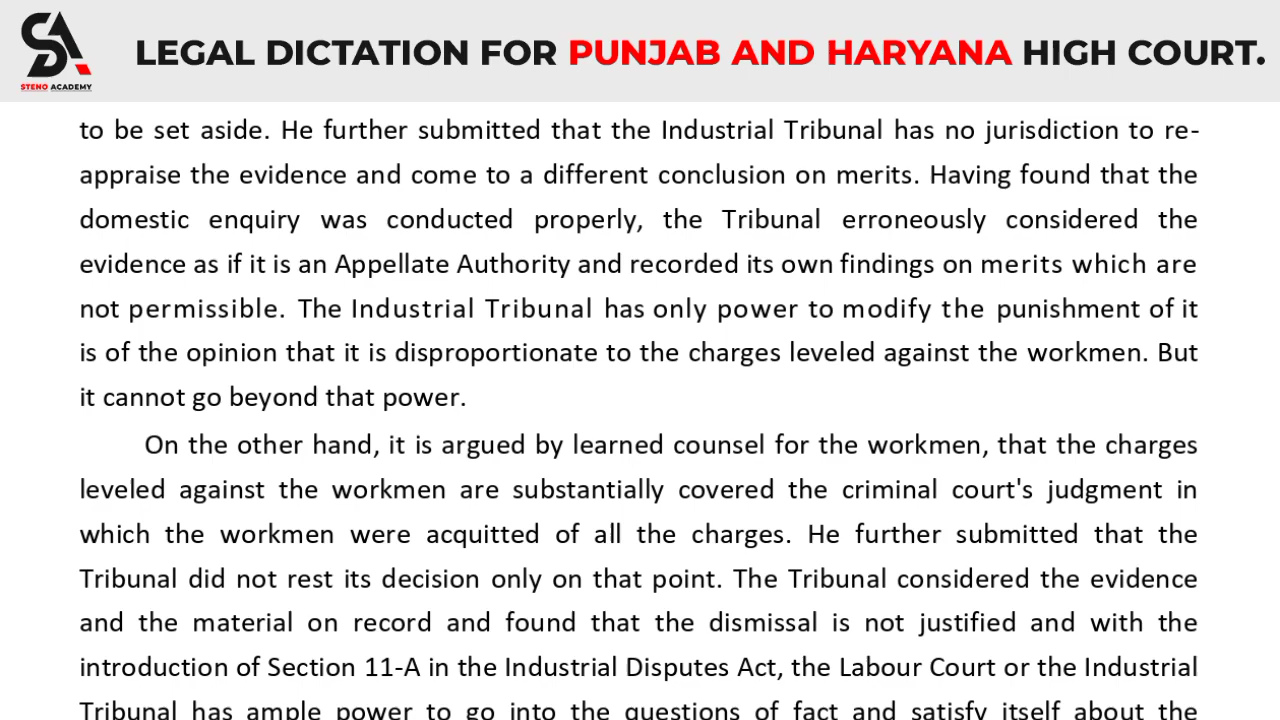 SA
STENO ACADEMY
LEGAL DICTATION FOR PUNJAB AND HARYANA HIGH COURT.
to be set aside. He further submitted that the Industrial Tribunal has no jurisdiction to re-
appraise the evidence and come to a different conclusion on merits. Having found that the
domestic enquiry was conducted properly, the Tribunal erroneously considered the
evidence as if it is an Appellate Authority and recorded its own findings on merits which are
not permissible. The Industrial Tribunal has only power to modify the punishment of it
is of the opinion that it is disproportionate to the charges leveled against the workmen. But
it cannot go beyond that power.
On the other hand, it is argued by learned counsel for the workmen, that the charges
leveled against the workmen are substantially covered the criminal court's judgment in
which the workmen were acquitted of all the charges. He further submitted that the
Tribunal did not rest its decision only on that point. The Tribunal considered the evidence
and the material on record and found that the dismissal is not justified and with the
introduction of Section 11-A in the Industrial Disputes Act, the Labour Court or the Industrial
Tribunal has ample power to go into the questions of fact and satisfy itself about the